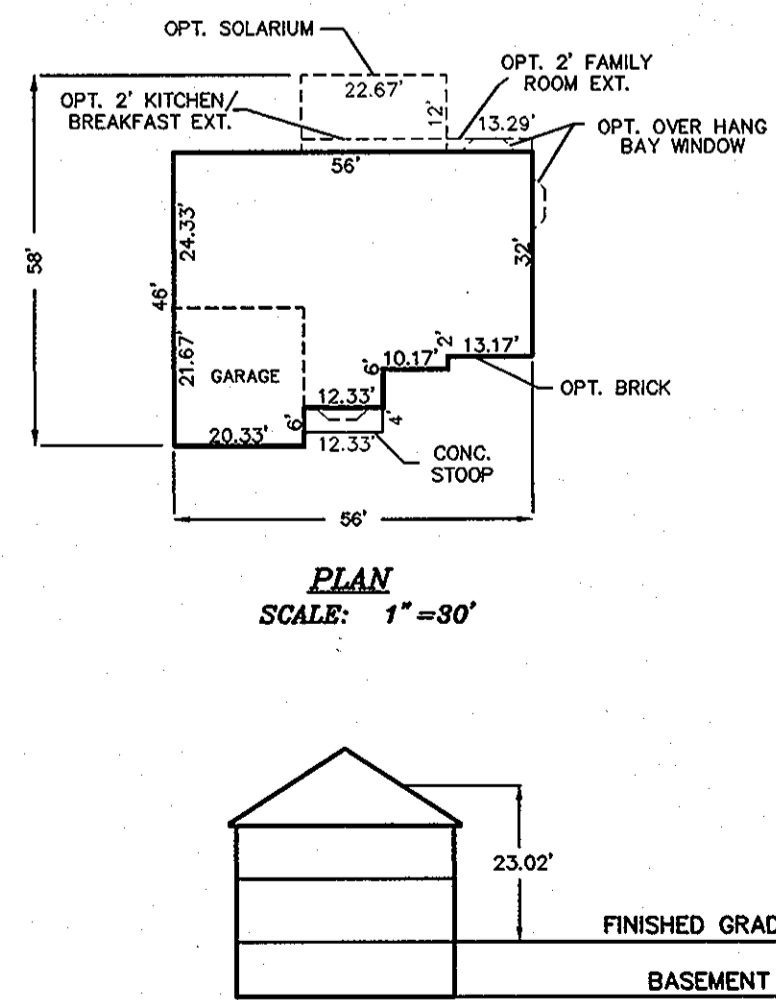 OPT. SOLARIUM
22.67'
12'
OPT. 2' FAMILY
ROOM EXT.
OPT. 2' KITCHEN/
BREAKFAST EXT.
13.29'
OPT. OVER HANG
BAY WINDOW
56'
58'
24.33'
46'
32'
21.67'
GARAGE
6'
10.17'
2'
13.17'
OPT. BRICK
12.33'
6'
4'
20.33'
12.33'
CONC.
STOOP
56'
PLAN
SCALE: 1"=30'
23.02'
FINISHED GRAD
BASEMENT